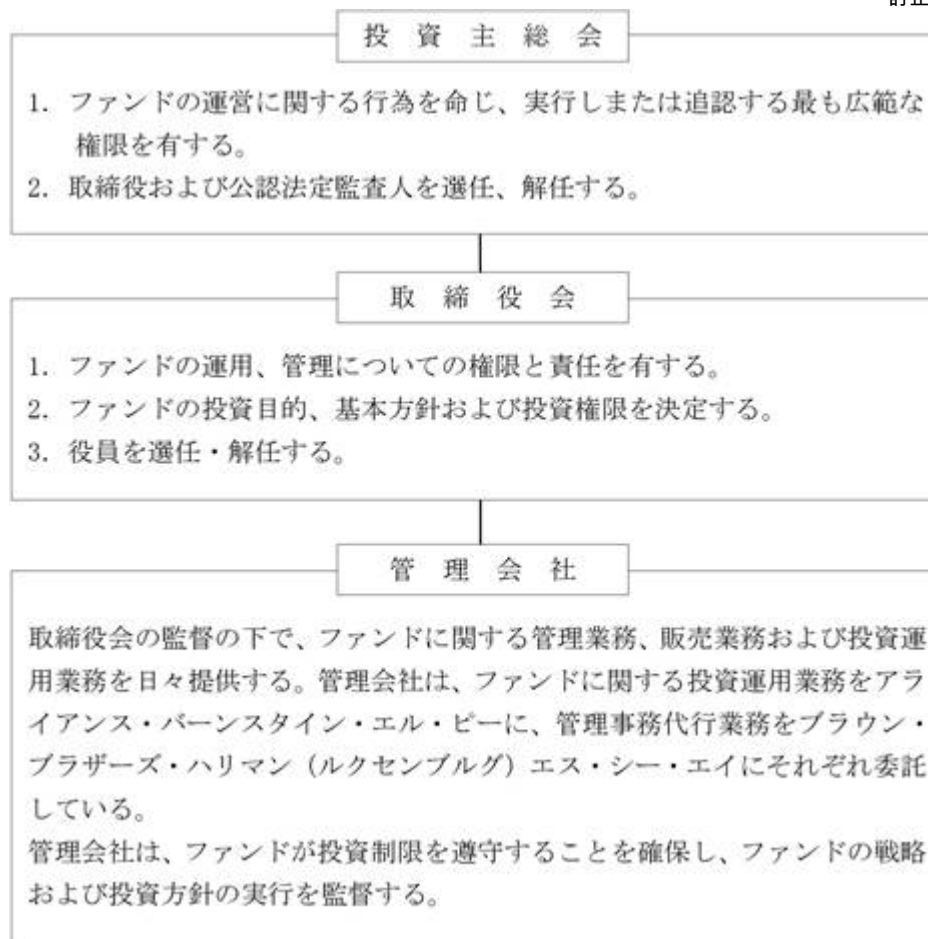 訂正
投資主総会
1. ファンドの運営に関する行為を命じ、実行しまたは追認する最も広範な
権限を有する。
2. 取締役および公認法定監査人を選任、解任する。
取締役会
1. ファンドの運用、管理についての権限と責任を有する。
2. ファンドの投資目的、基本方針および投資権限を決定する。
3. 役員を選任・解任する。
管理会社
取締役会の監督の下で、ファンドに関する管理業務、販売業務および投資運
用業務を日々提供する。管理会社は、ファンドに関する投資運用業務をアラ
イアンス・バーンスタイン・エル・ピーに、管理事務代行業務をブラウン・
ブラザーズ・ハリマン（ルクセンブルグ）エス・シー・エイにそれぞれ委託
している。
管理会社は、ファンドが投資制限を遵守することを確保し、ファンドの戦略
および投資方針の実行を監督する。